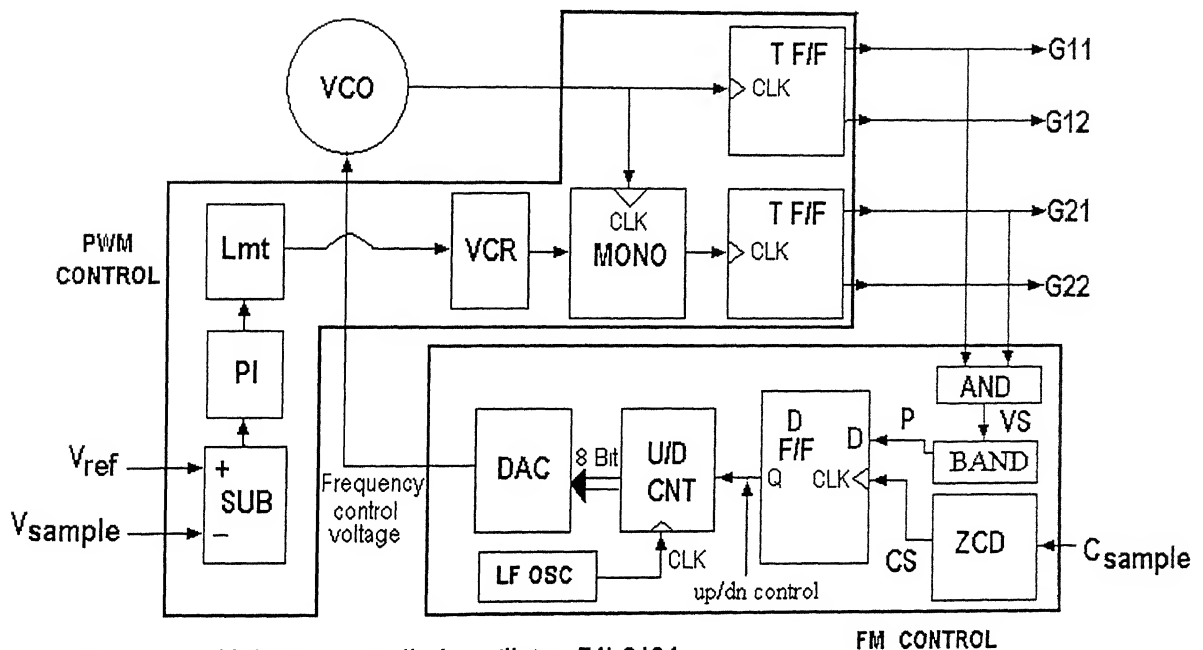 VCO
T F/F
CLK
G11
G12
PWM
CONTROL
Lmt
VCR
CLK
MONO
T F/F
CLK
G21
G22
PI
AND
VS
BAND
P
D
F/F
D
Q
CLK
U/D
CNT
8 Bit
DAC
CLK
Vref
Vsample
+
SUB
–
Frequency
control
voltage
LF OSC
up/dn control
CS
ZCD
Csample
FM CONTROL